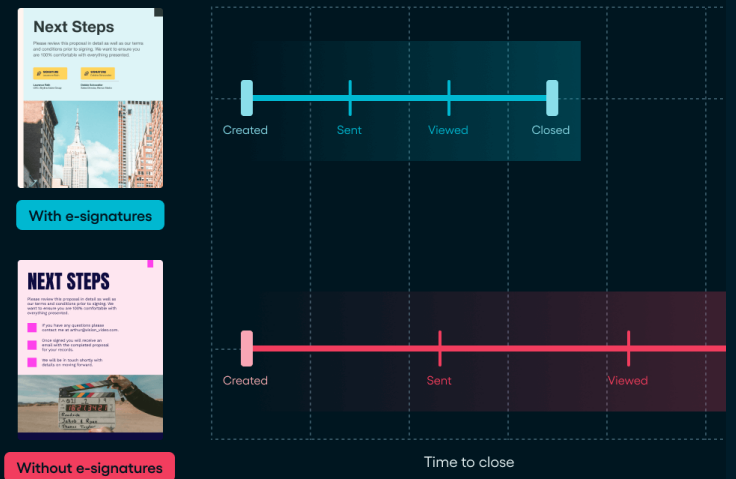 Next Steps
Please review this proposal in detail as well as our terms
and conditions prior to signing. We want to ensure you
are 100% comfortable with everything presented.
SIGNATURE
SIGNATURE
Created
Sent
Viewed
Closed
With e-signatures
NEXT STEPS
Please review this proposal in detail as well as
our terms and conditions prior to signing. We
want to ensure you are 100% comfortable with
everything presented.
If you have any questions please
Once signed you will receive an
email with the completed proposal
for your records.
We will be in touch shortly with
details on moving forward.
Created
Sent
Viewed
Without e-signatures
Time to close